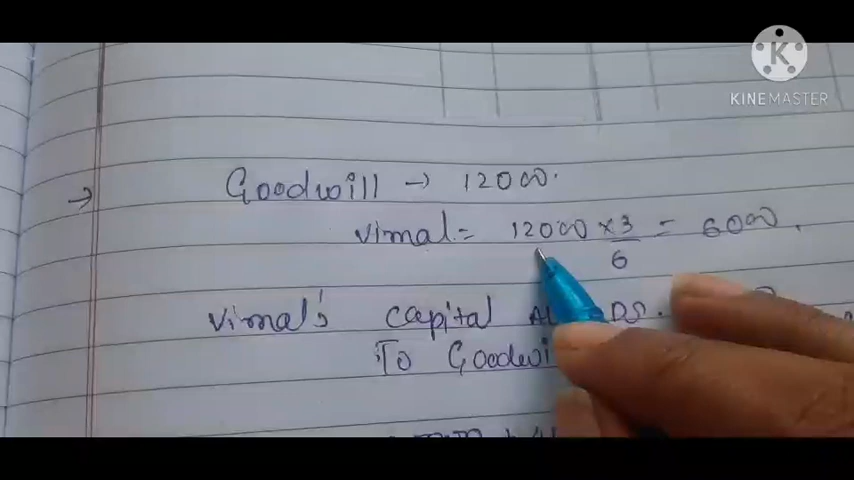 KINEMASTER
→ Goodwill → 12000.
Vimal = 12000 × 3 = 6000.
6
Vimal's Capital A/c
To Goodwi